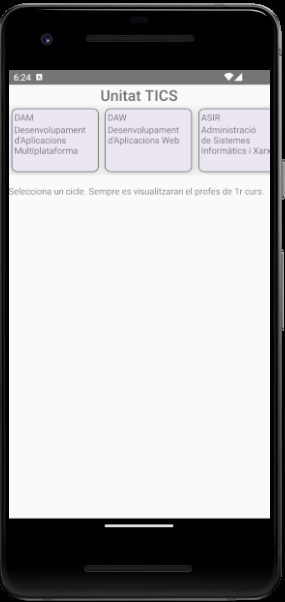 6:24
Unitat TICS
DAM
Desenvolupament
d'Aplicacions
Multiplataforma
DAW
Desenvolupament
d'Aplicacions Web
ASIR
Administració
de Sistemes
Informàtics i Xarx
Selecciona un cicle. Sempre es visualitzaran el profes de 1r curs.